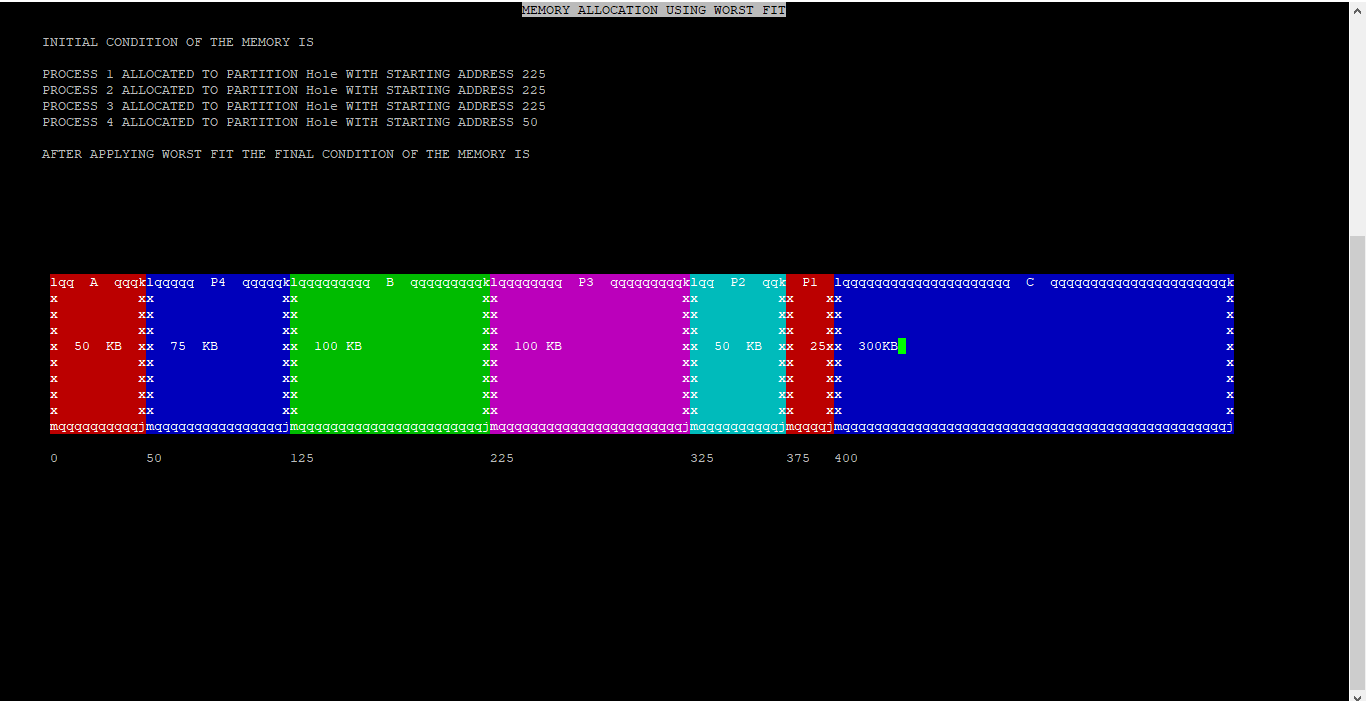 MEMORY ALLOCATION USING WORST FIT
INITIAL CONDITION OF THE MEMORY IS
PROCESS 1 ALLOCATED TO PARTITION Hole WITH STARTING ADDRESS 225
PROCESS 2 ALLOCATED TO PARTITION Hole WITH STARTING ADDRESS 225
PROCESS 3 ALLOCATED TO PARTITION Hole WITH STARTING ADDRESS 225
PROCESS 4 ALLOCATED TO PARTITION Hole WITH STARTING ADDRESS 50
AFTER APPLYING WORST FIT THE FINAL CONDITION OF THE MEMORY IS
lqq A qqqklqqqqq P4 qqqqqklqqqqqqqqq B qqqqqqqqqklqqqqqqqq P3 qqqqqqqqqklqq P2 qqk P1 lqqqqqqqqqqqqqqqqqqqqq C qqqqqqqqqqqqqqqqqqqqqqk
x xx xx xx xx xx xx x
x xx xx xx xx xx xx x
x xx xx xx xx xx xx x
x 50 KB xx 75 KB xx 100 KB xx 100 KB xx 50 KB xx 25xx 300KB x
x xx xx xx xx xx xx x
x xx xx xx xx xx xx x
x xx xx xx xx xx xx x
x xx xx xx xx xx xx x
mqqqqqqqqqqjmqqqqqqqqqqqqqqqqjmqqqqqqqqqqqqqqqqqqqqqqqjmqqqqqqqqqqqqqqqqqqqqqqqjmqqqqqqqqqqjmqqqqjmqqqqqqqqqqqqqqqqqqqqqqqqqqqqqqqqqqqqqqqqqqqqqqqqj
0 50 125 225 325 375 400